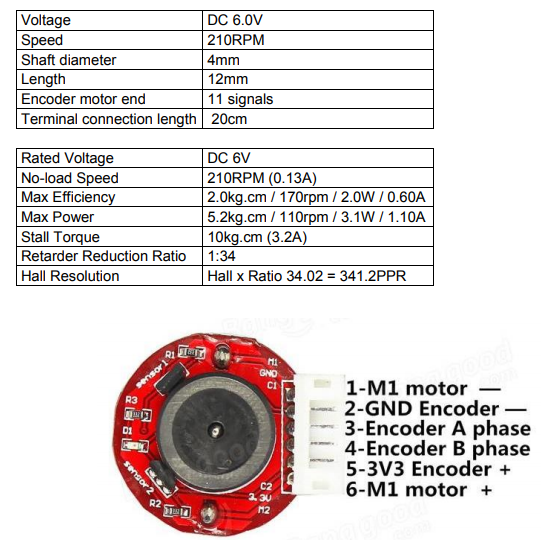 Voltage DC 6.0V
Speed 210RPM
Shaft diameter 4mm
Length 12mm
Encoder motor end 11 signals
Terminal connection length 20cm
Rated Voltage DC 6V
No-load Speed 210RPM (0.13A)
Max Efficiency 2.0kg.cm / 170rpm / 2.0W / 0.60A
Max Power 5.2kg.cm / 110rpm / 3.1W / 1.10A
Stall Torque 10kg.cm (3.2A)
Retarder Reduction Ratio 1:34
Hall Resolution Hall x Ratio 34.02 = 341.2PPR
R1
M1
GND
sensor1
C1
R3
D1
sensor2
C2
3.3V
R2
M2
1-M1 motor —
2-GND Encoder —
3-Encoder A phase
4-Encoder B phase
5-3V3 Encoder +
6-M1 motor +